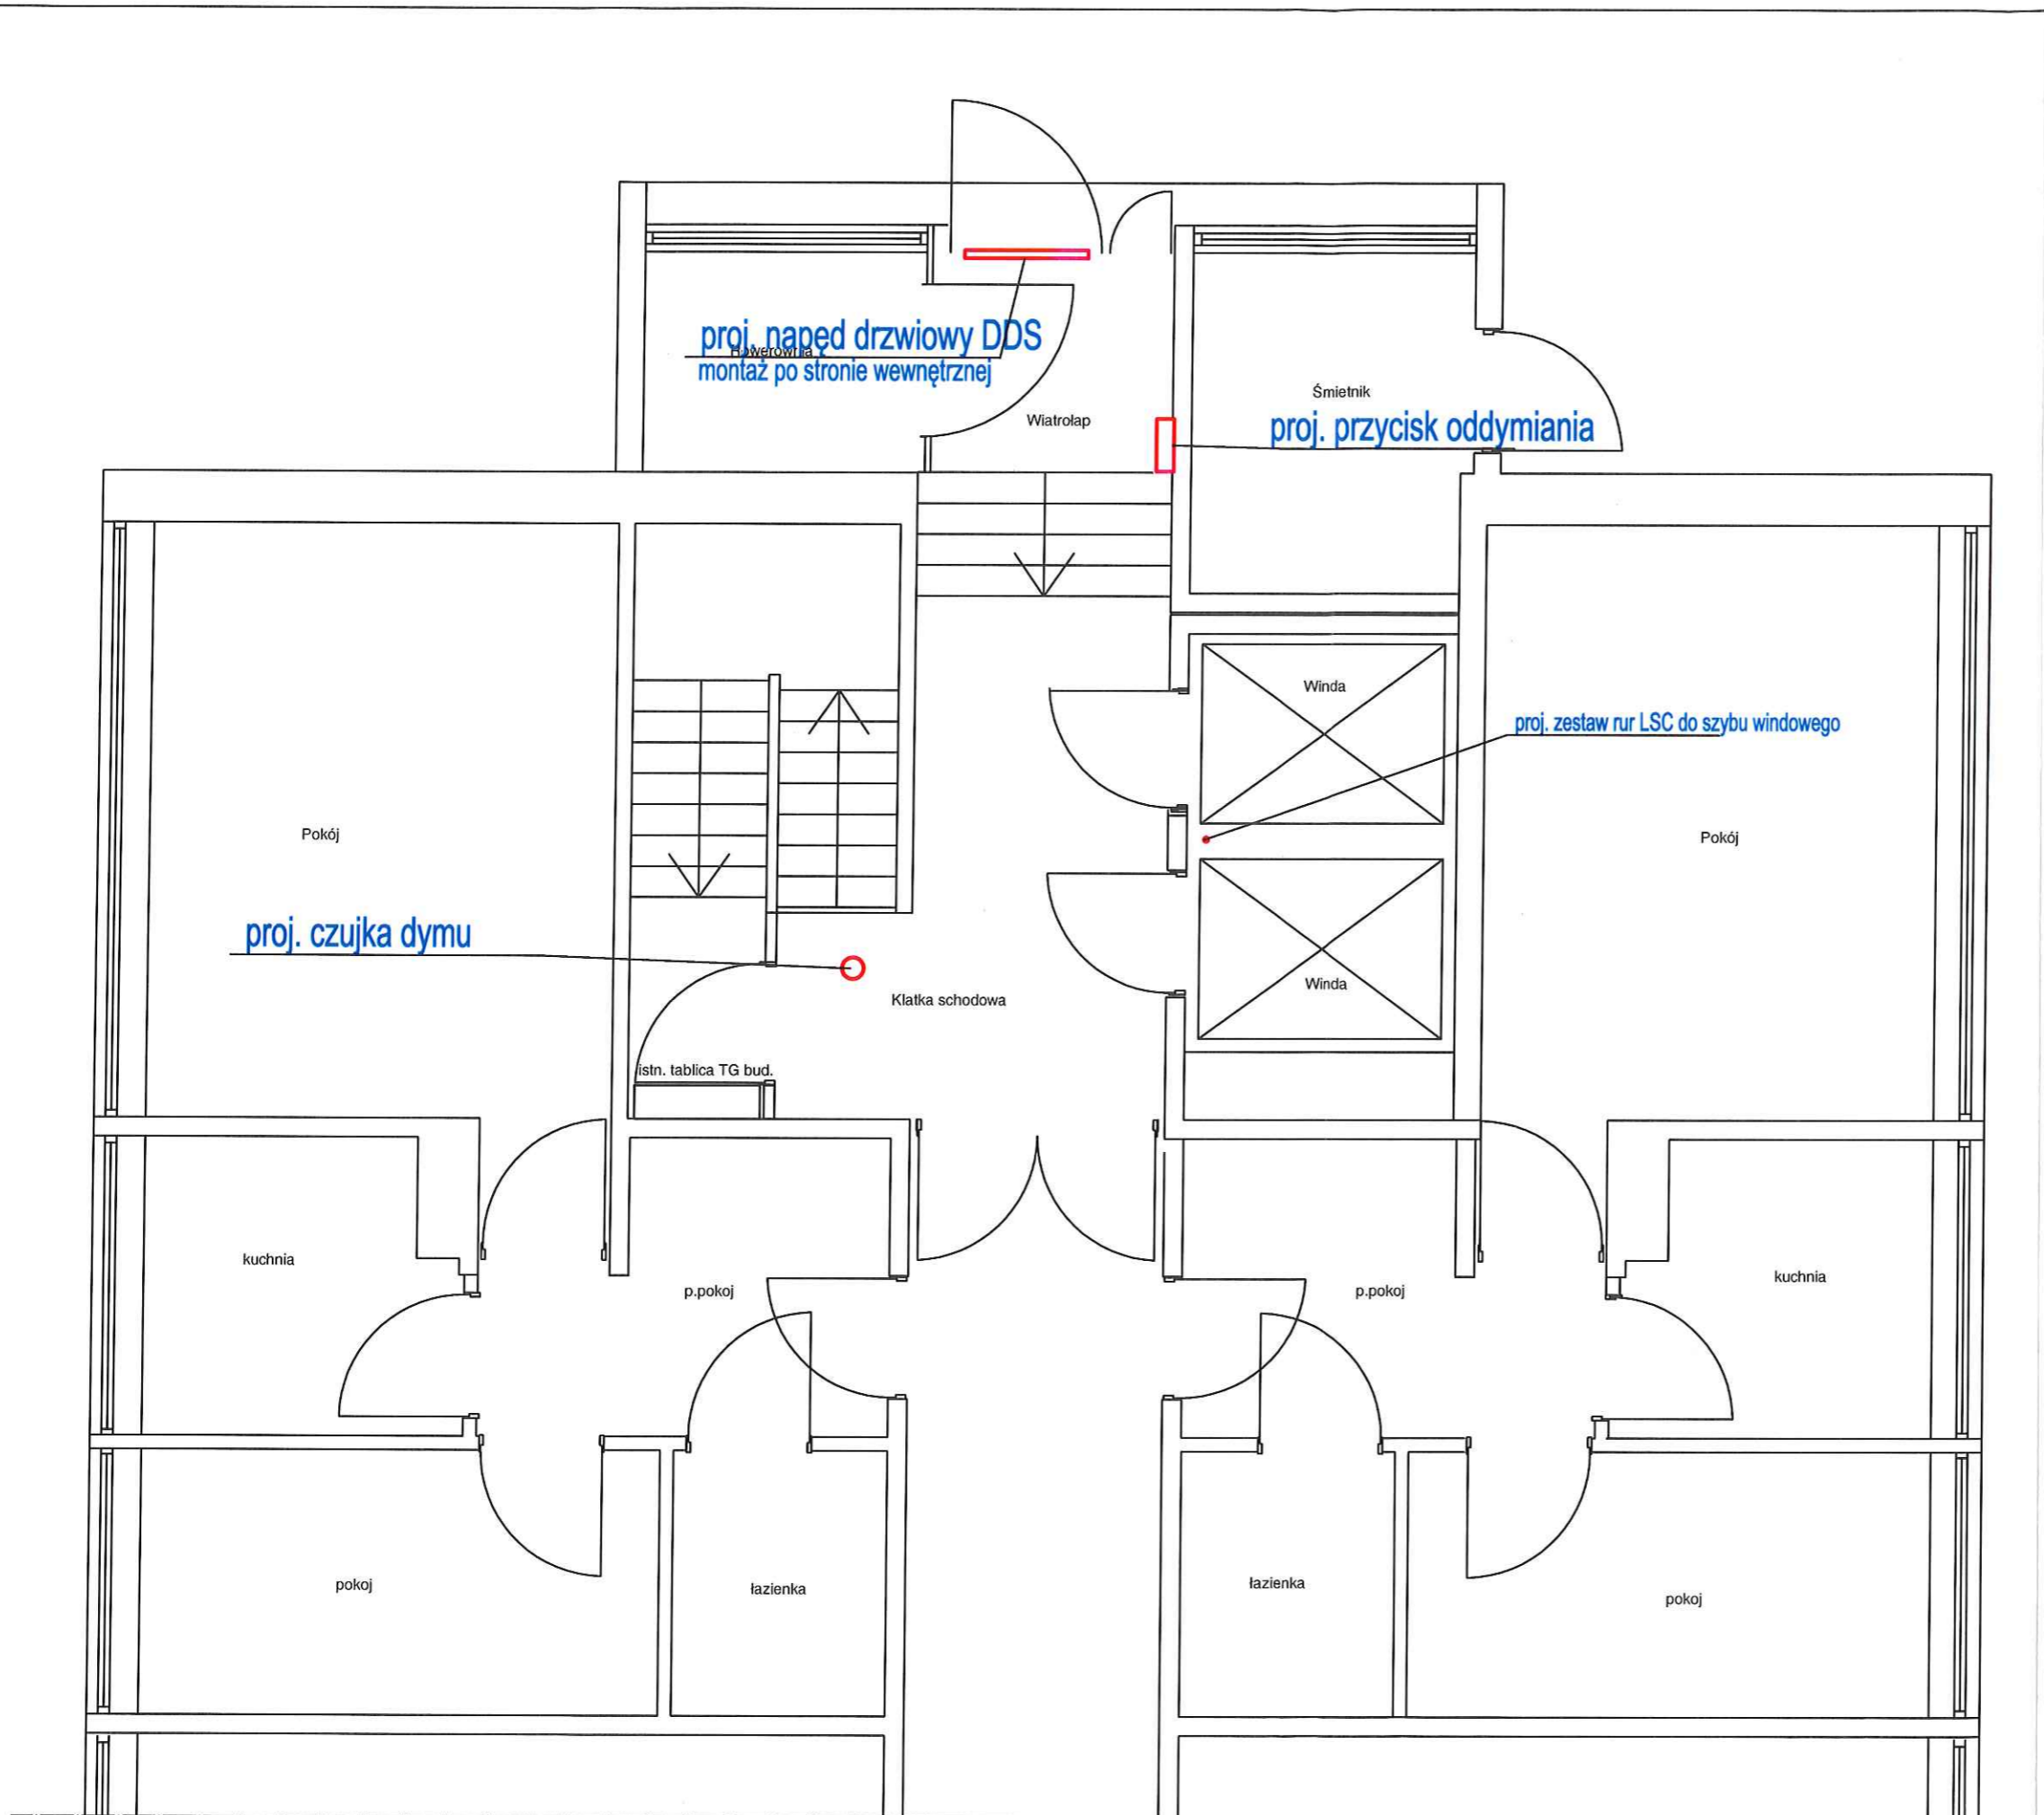 proj. napęd drzwiowy DDS
Rowerownia
montaż po stronie wewnętrznej
Śmietnik
Wiatrołap
proj. przycisk oddymiania
Winda
proj. zestaw rur LSC do szybu windowego
Pokój
Pokój
proj. czujka dymu
Winda
Klatka schodowa
istn. tablica TG bud.
kuchnia
p.pokoj
p.pokoj
kuchnia
pokoj
łazienka
łazienka
pokoj